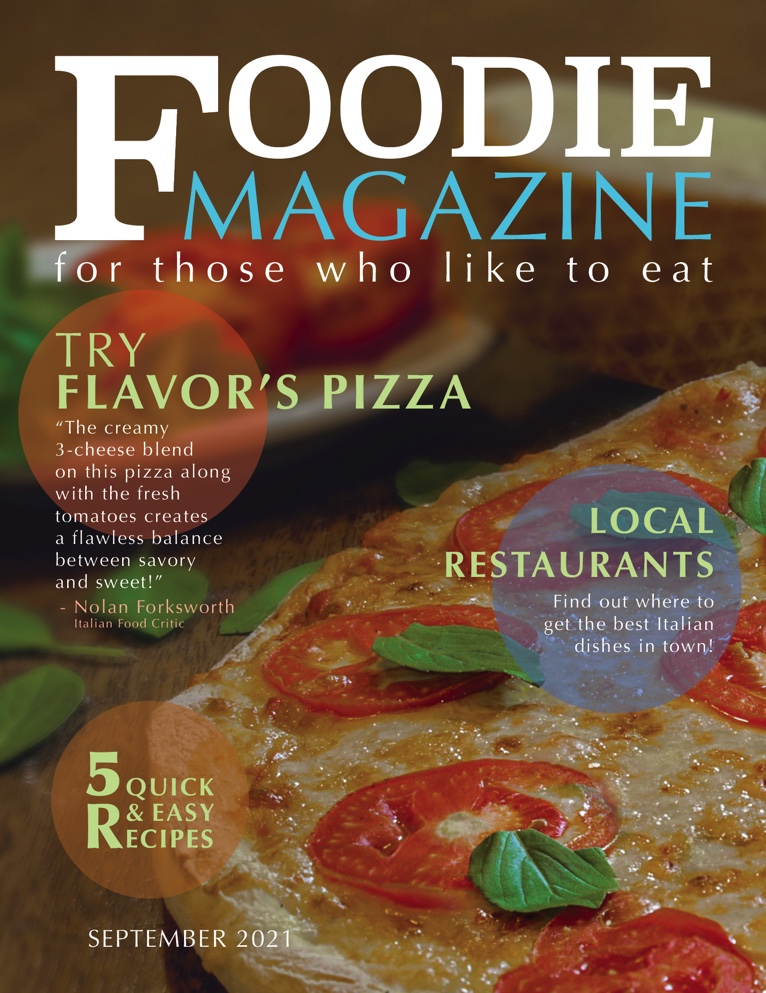 FOODIE
MAGAZINE
for those who like to eat
TRY
FLAVOR'S PIZZA
“The creamy
3-cheese blend
on this pizza along
with the fresh
tomatoes creates
a flawless balance
between savory
and sweet!”
- Nolan Forksworth
Italian Food Critic
LOCAL
RESTAURANTS
Find out where to
get the best Italian
dishes in town!
5 QUICK
& EASY
RECIPES
SEPTEMBER 2021